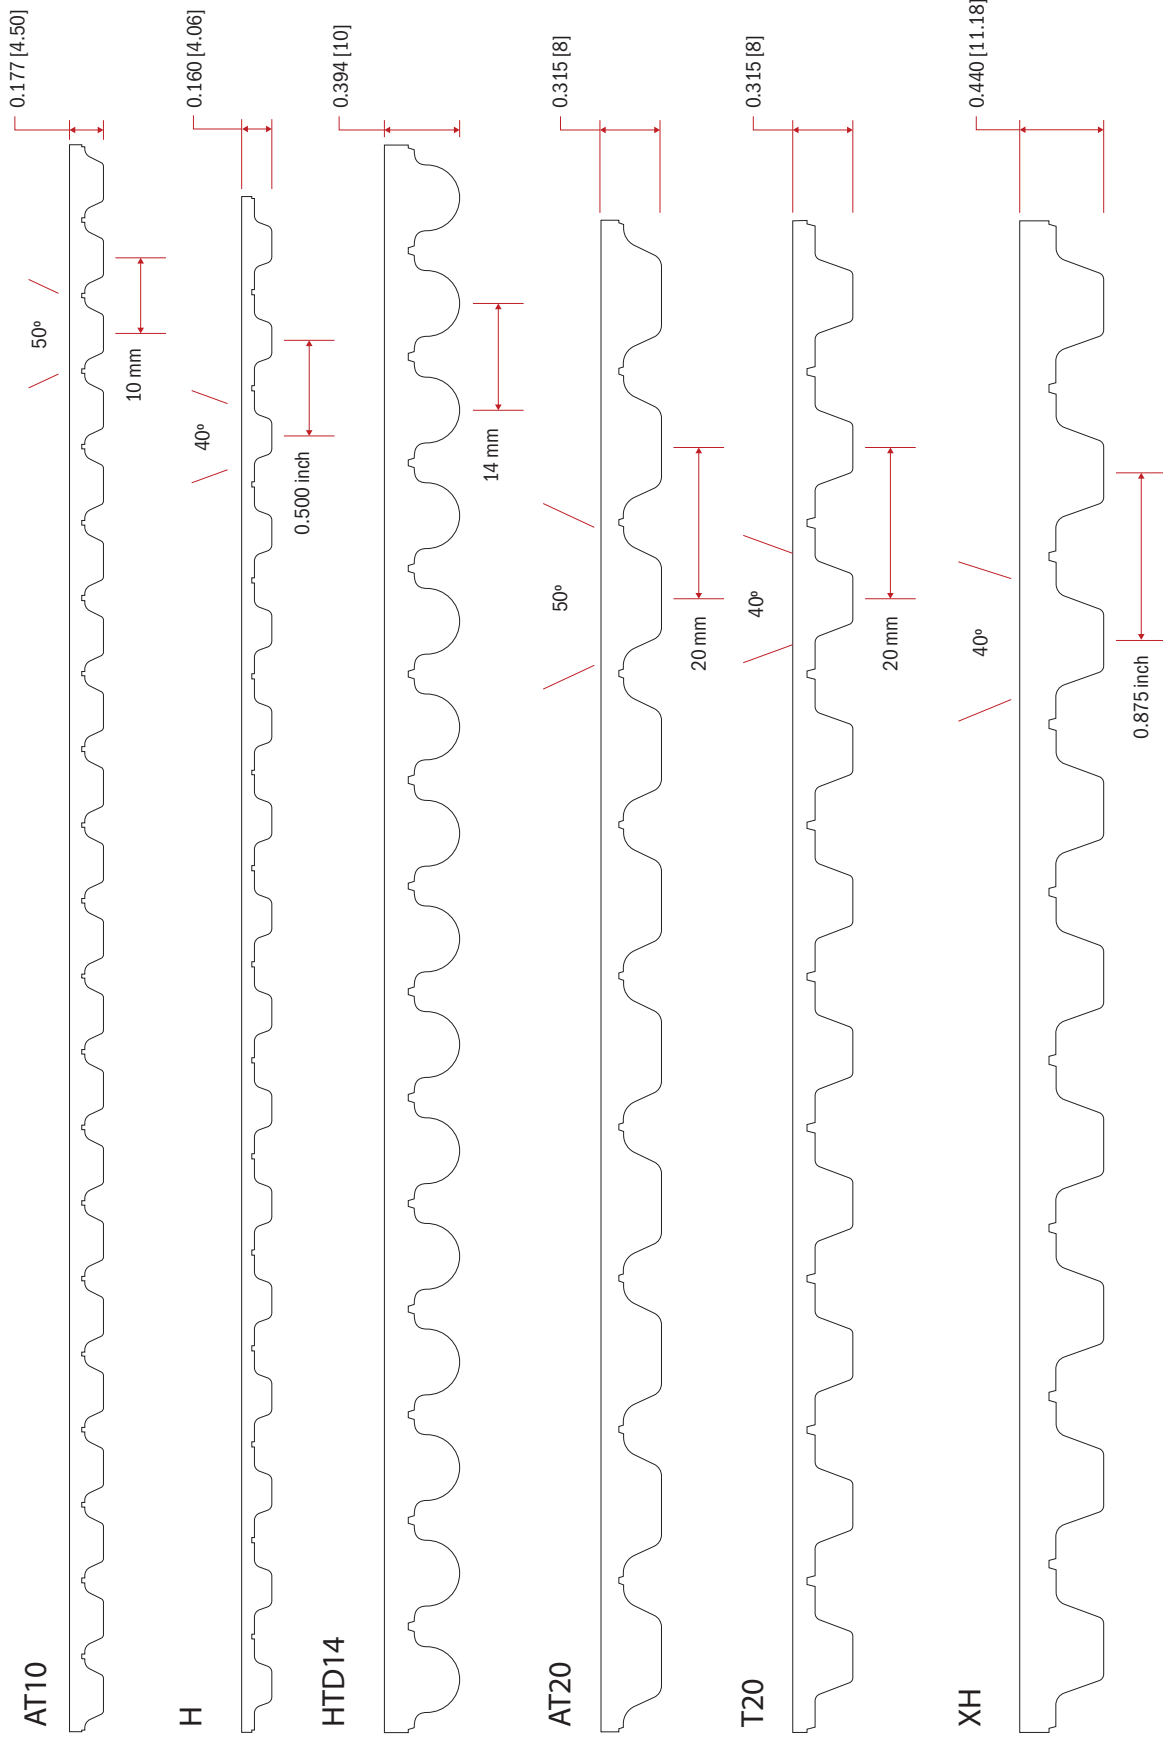 AT10
50º
10 mm
0.177 [4.50]
H
40º
0.500 inch
0.160 [4.06]
HTD14
14 mm
0.394 [10]
AT20
50º
20 mm
0.315 [8]
T20
40º
20 mm
0.315 [8]
XH
40º
0.875 inch
0.440 [11.18]